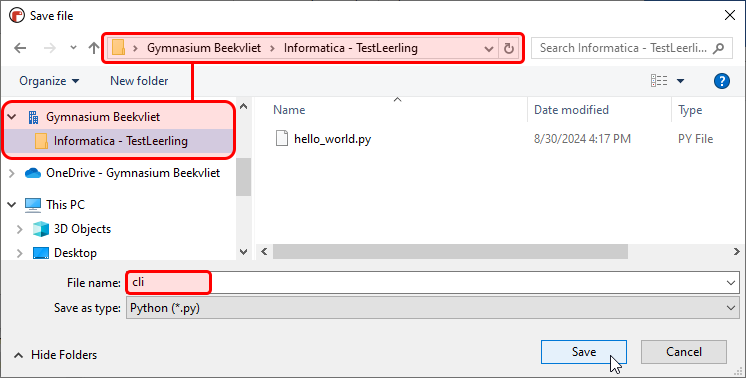 Save file
Gymnasium Beekvliet › Informatica - TestLeerling
Search Informatica - TestLeerli...
Organize New folder
Name Date modified Type
Gymnasium Beekvliet
Informatica - TestLeerling
hello_world.py 8/30/2024 4:17 PM PY File
OneDrive - Gymnasium Beekvliet
This PC
3D Objects
Desktop
File name: cli
Save as type: Python (*.py)
Hide Folders Save Cancel